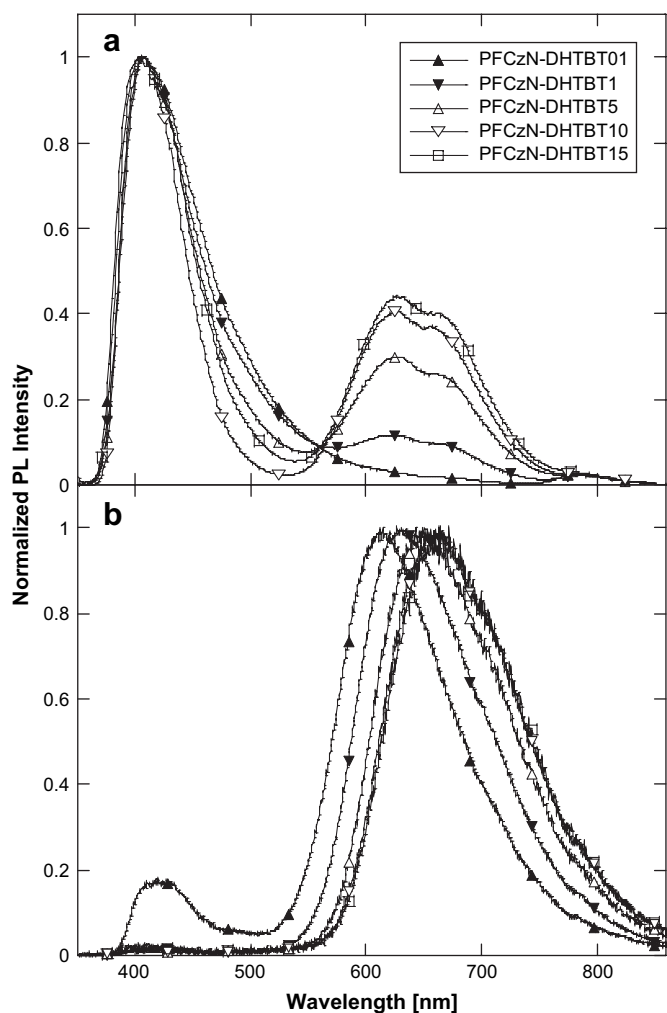 a
PFCzN-DHTBT01
PFCzN-DHTBT1
PFCzN-DHTBT5
PFCzN-DHTBT10
PFCzN-DHTBT15
1
0.8
0.6
0.4
0.2
0
Normalized PL Intensity
b
1
0.8
0.6
0.4
0.2
0
400 500 600 700 800
Wavelength [nm]